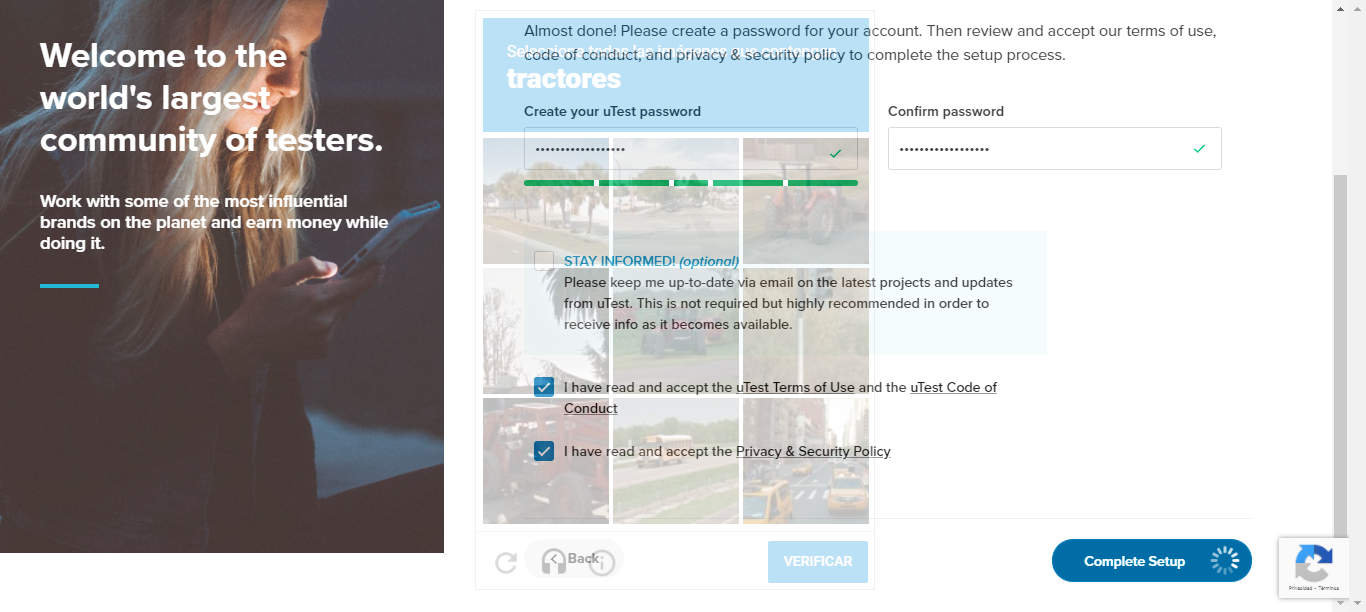 Welcome to the
world's largest
community of testers.
Work with some of the most influential
brands on the planet and earn money while
doing it.
Almost done! Please create a password for your account. Then review and accept our terms of use,
code of conduct, and privacy & security policy to complete the setup process.
Selecciona todas las imágenes que contengan
tractores
Create your uTest password
Confirm password
••••••••••••••••••
••••••••••••••••••
STAY INFORMED! (optional)
Please keep me up-to-date via email on the latest projects and updates
from uTest. This is not required but highly recommended in order to
receive info as it becomes available.
I have read and accept the uTest Terms of Use and the uTest Code of
Conduct
I have read and accept the Privacy & Security Policy
Back
VERIFICAR
Complete Setup
Privacidad - Términos